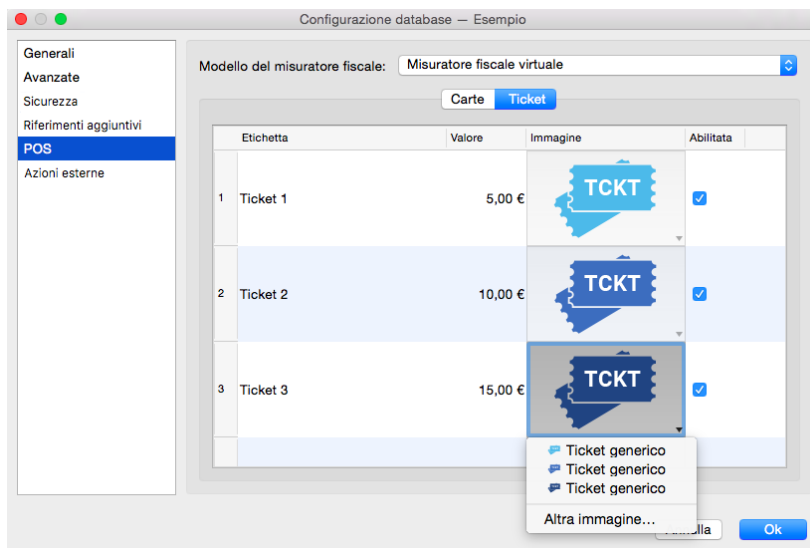 Configurazione database — Esempio
Generali
Avanzate
Sicurezza
Riferimenti aggiuntivi
POS
Azioni esterne
Modello del misuratore fiscale: Misuratore fiscale virtuale
Carte Ticket
Etichetta Valore Immagine Abilitata
1 Ticket 1 5,00 € TCKT
2 Ticket 2 10,00 € TCKT
3 Ticket 3 15,00 € TCKT
Ticket generico
Ticket generico
Ticket generico
Altra immagine...
Ok